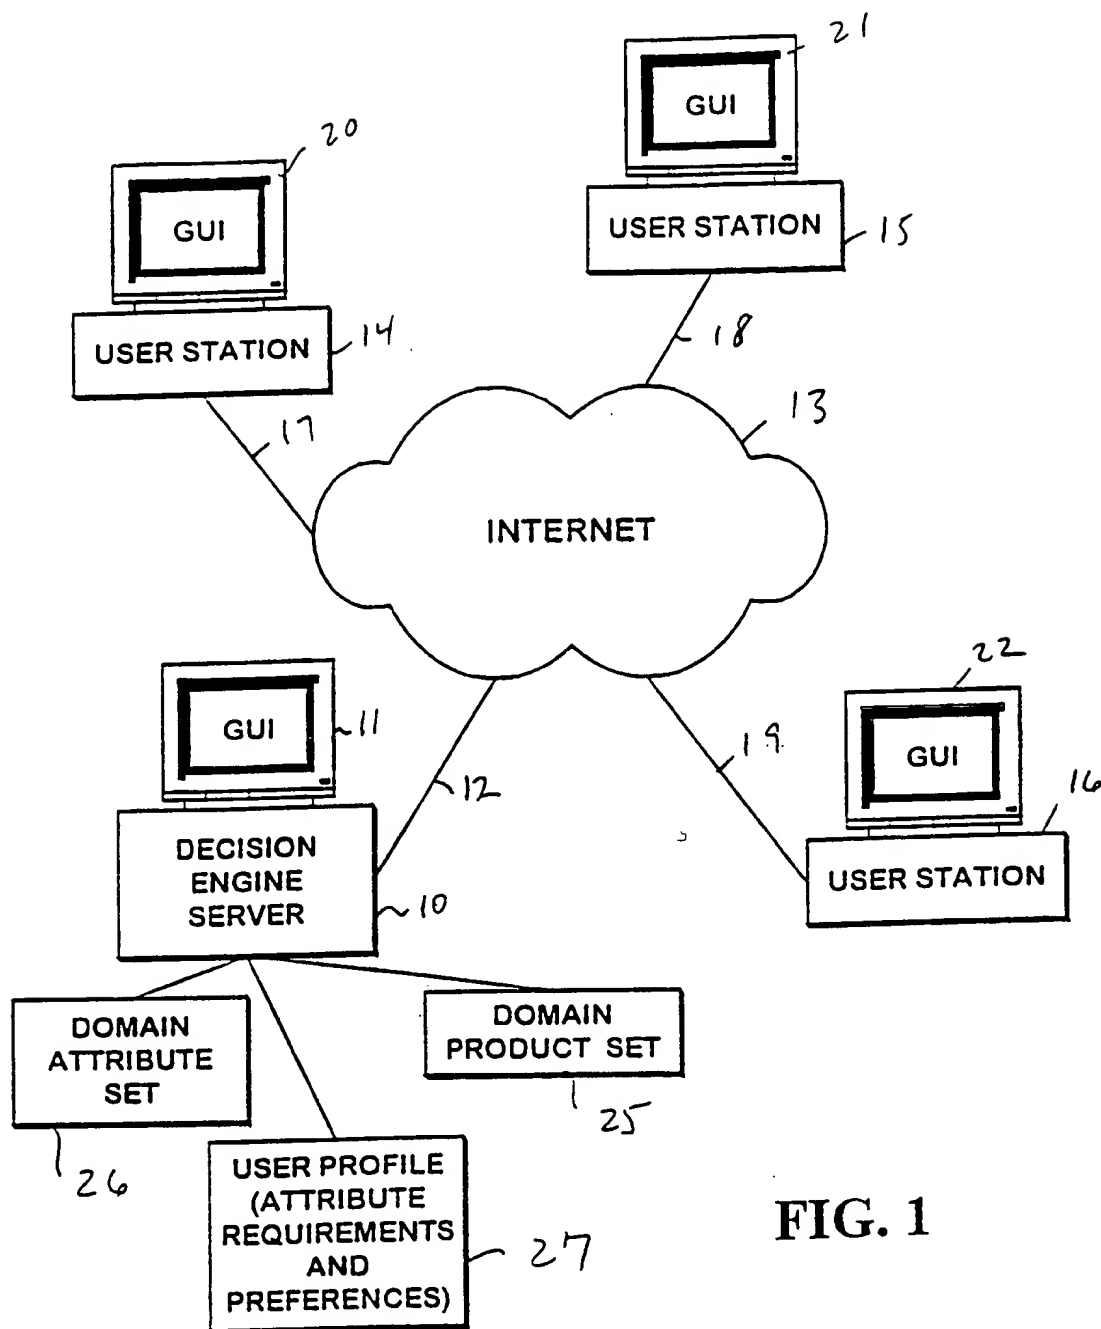 21
GUI
20
USER STATION
15
GUI
18
USER STATION
14
13
17
INTERNET
22
GUI
11
19
GUI
12
16
DECISION
ENGINE
SERVER
10
USER STATION
DOMAIN
ATTRIBUTE
SET
DOMAIN
PRODUCT SET
25
26
USER PROFILE
(ATTRIBUTE
REQUIREMENTS
AND
PREFERENCES)
27
FIG. 1